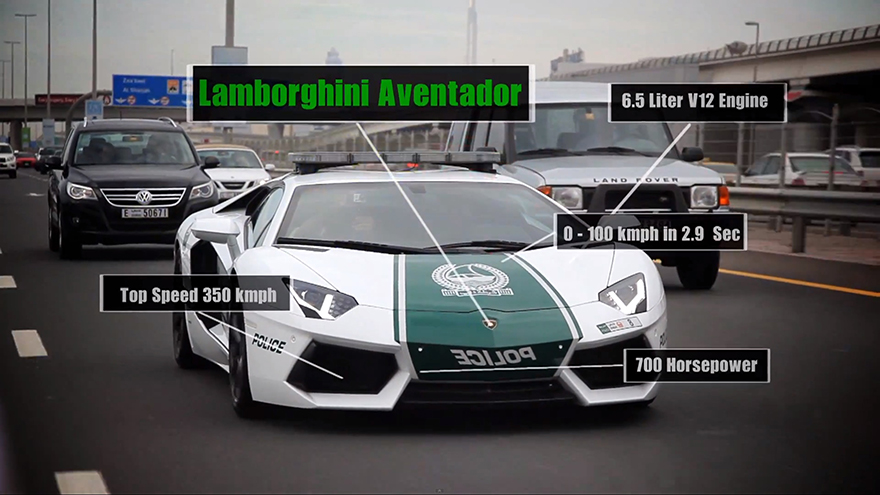 Lamborghini Aventador
6.5 Liter V12 Engine
LAND ROVER
E 50671
0 - 100 kmph in 2.9 Sec
Top Speed 350 kmph
POLICE
POLICE
700 Horsepower